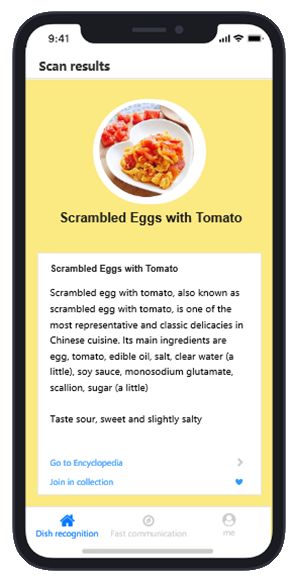 9:41
Scan results
Scrambled Eggs with Tomato
Scrambled Eggs with Tomato
Scrambled egg with tomato, also known as
scrambled egg with tomato, is one of the
most representative and classic delicacies in
Chinese cuisine. Its main ingredients are
egg, tomato, edible oil, salt, clear water (a
little), soy sauce, monosodium glutamate,
scallion, sugar (a little)
Taste sour, sweet and slightly salty
Go to Encyclopedia
Join in collection
Dish recognition Fast communication me